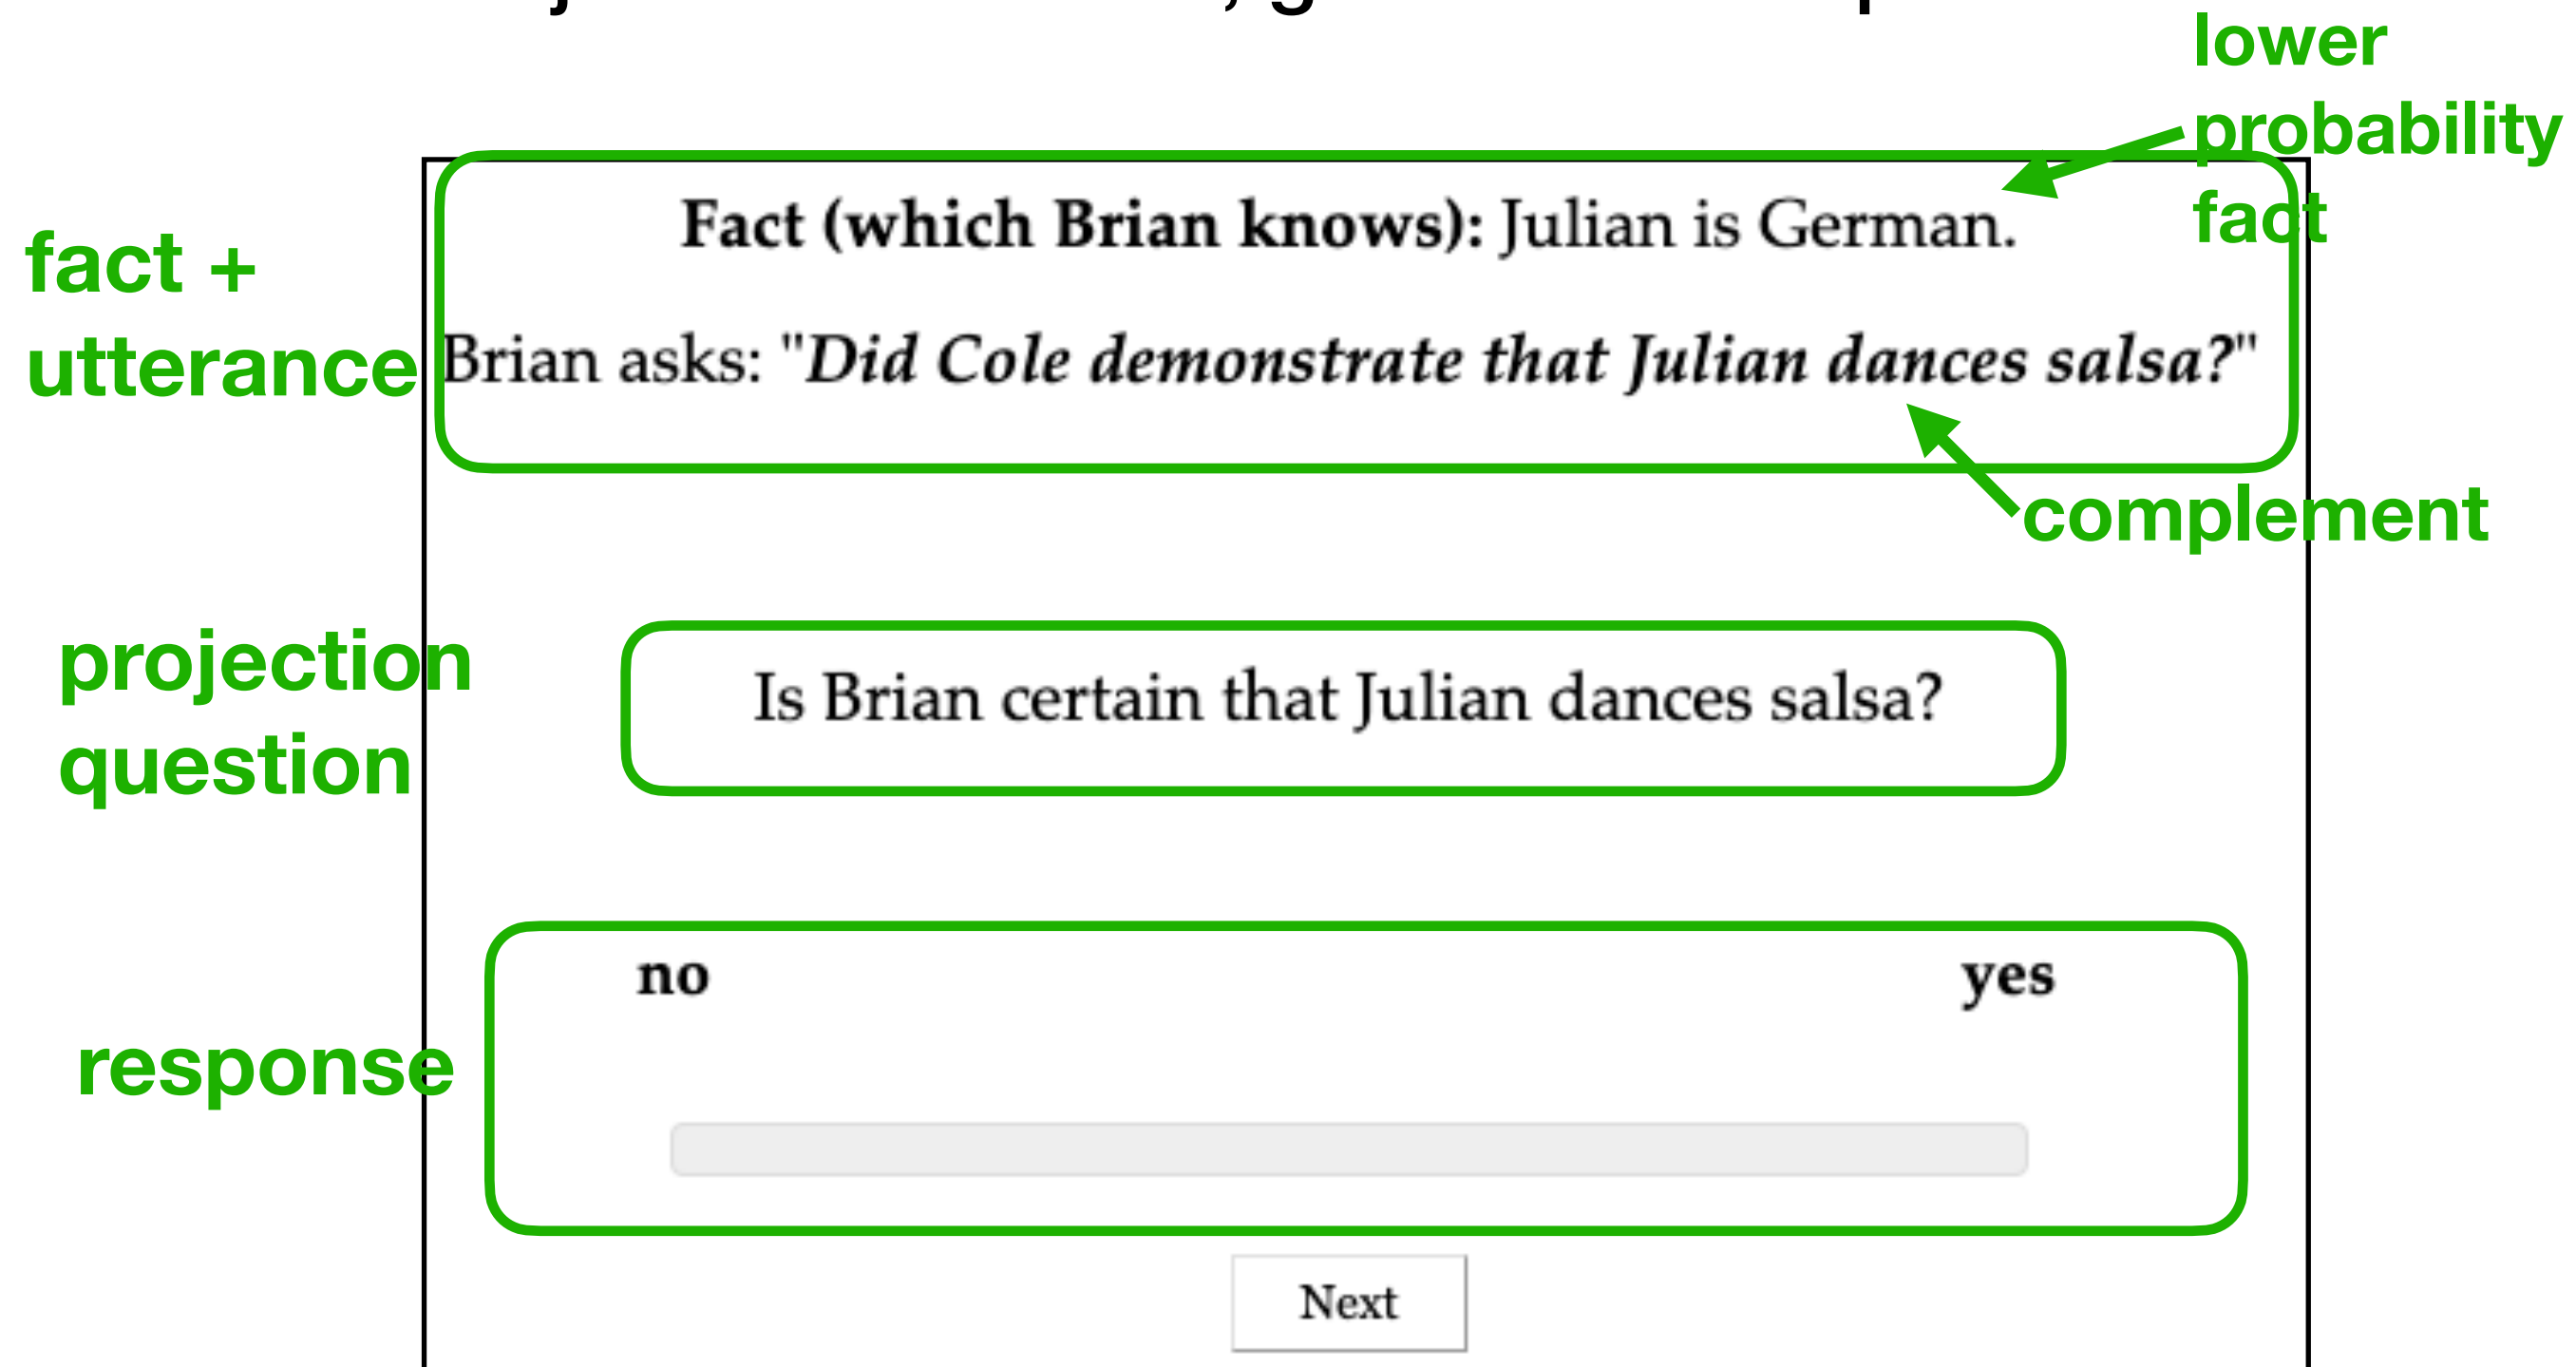 lower
probability
fact
Fact (which Brian knows): Julian is German.
fact +
utterance
Brian asks: "Did Cole demonstrate that Julian dances salsa?"
complement
projection
question
Is Brian certain that Julian dances salsa?
no yes
response
Next